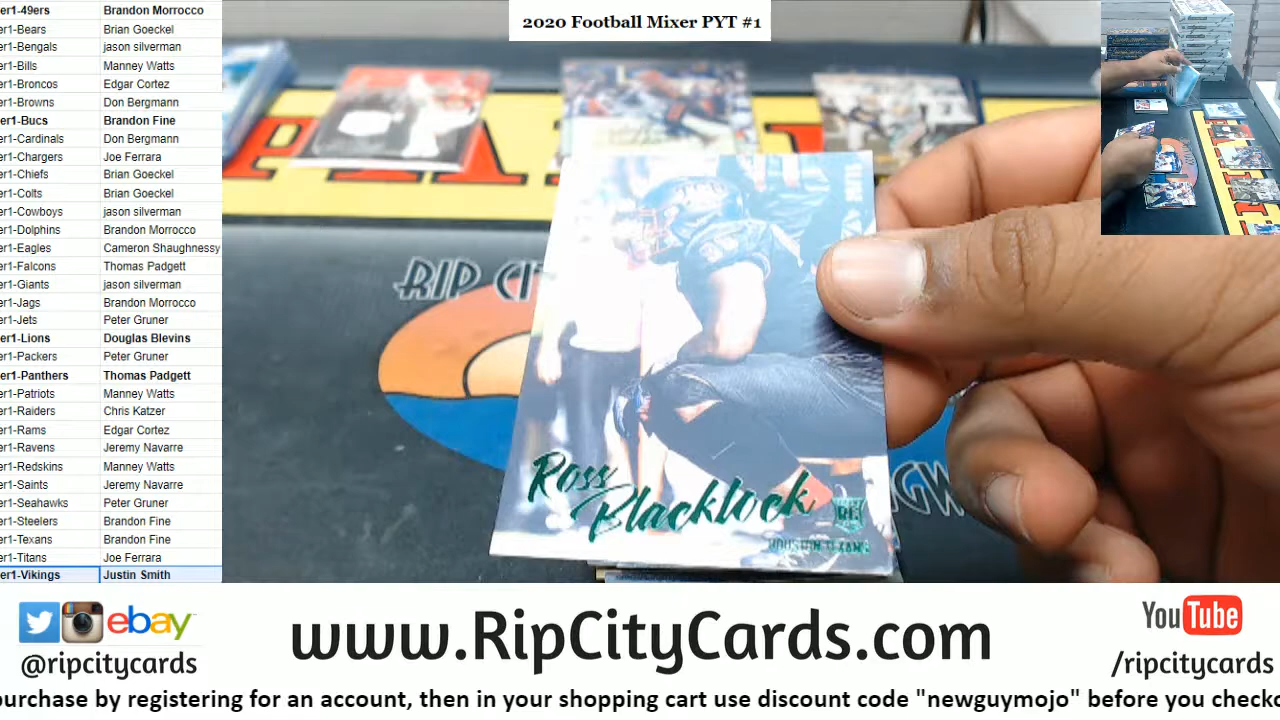 2020 Football Mixer PYT #1
er1-49ers Brandon Morrocco
er1-Bears Brian Goeckel
er1-Bengals jason silverman
er1-Bills Manney Watts
er1-Broncos Edgar Cortez
er1-Browns Don Bergmann
er1-Bucs Brandon Fine
er1-Cardinals Don Bergmann
er1-Chargers Joe Ferrara
er1-Chiefs Brian Goeckel
er1-Colts Brian Goeckel
er1-Cowboys jason silverman
er1-Dolphins Brandon Morrocco
er1-Eagles Cameron Shaughnessy
er1-Falcons Thomas Padgett
er1-Giants jason silverman
er1-Jags Brandon Morrocco
er1-Jets Peter Gruner
er1-Lions Douglas Blevins
er1-Packers Peter Gruner
er1-Panthers Thomas Padgett
er1-Patriots Manney Watts
er1-Raiders Chris Katzer
er1-Rams Edgar Cortez
er1-Ravens Jeremy Navarre
er1-Redskins Manney Watts
er1-Saints Jeremy Navarre
er1-Seahawks Peter Gruner
er1-Steelers Brandon Fine
er1-Texans Brandon Fine
er1-Titans Joe Ferrara
er1-Vikings Justin Smith
RIP CI
Ross
Blacklock
RC
HOUSTON TEXANS
GW
ebay
@ripcitycards
www.RipCityCards.com
YouTube
/ripcitycards
purchase by registering for an account, then in your shopping cart use discount code "newguymojo" before you checko